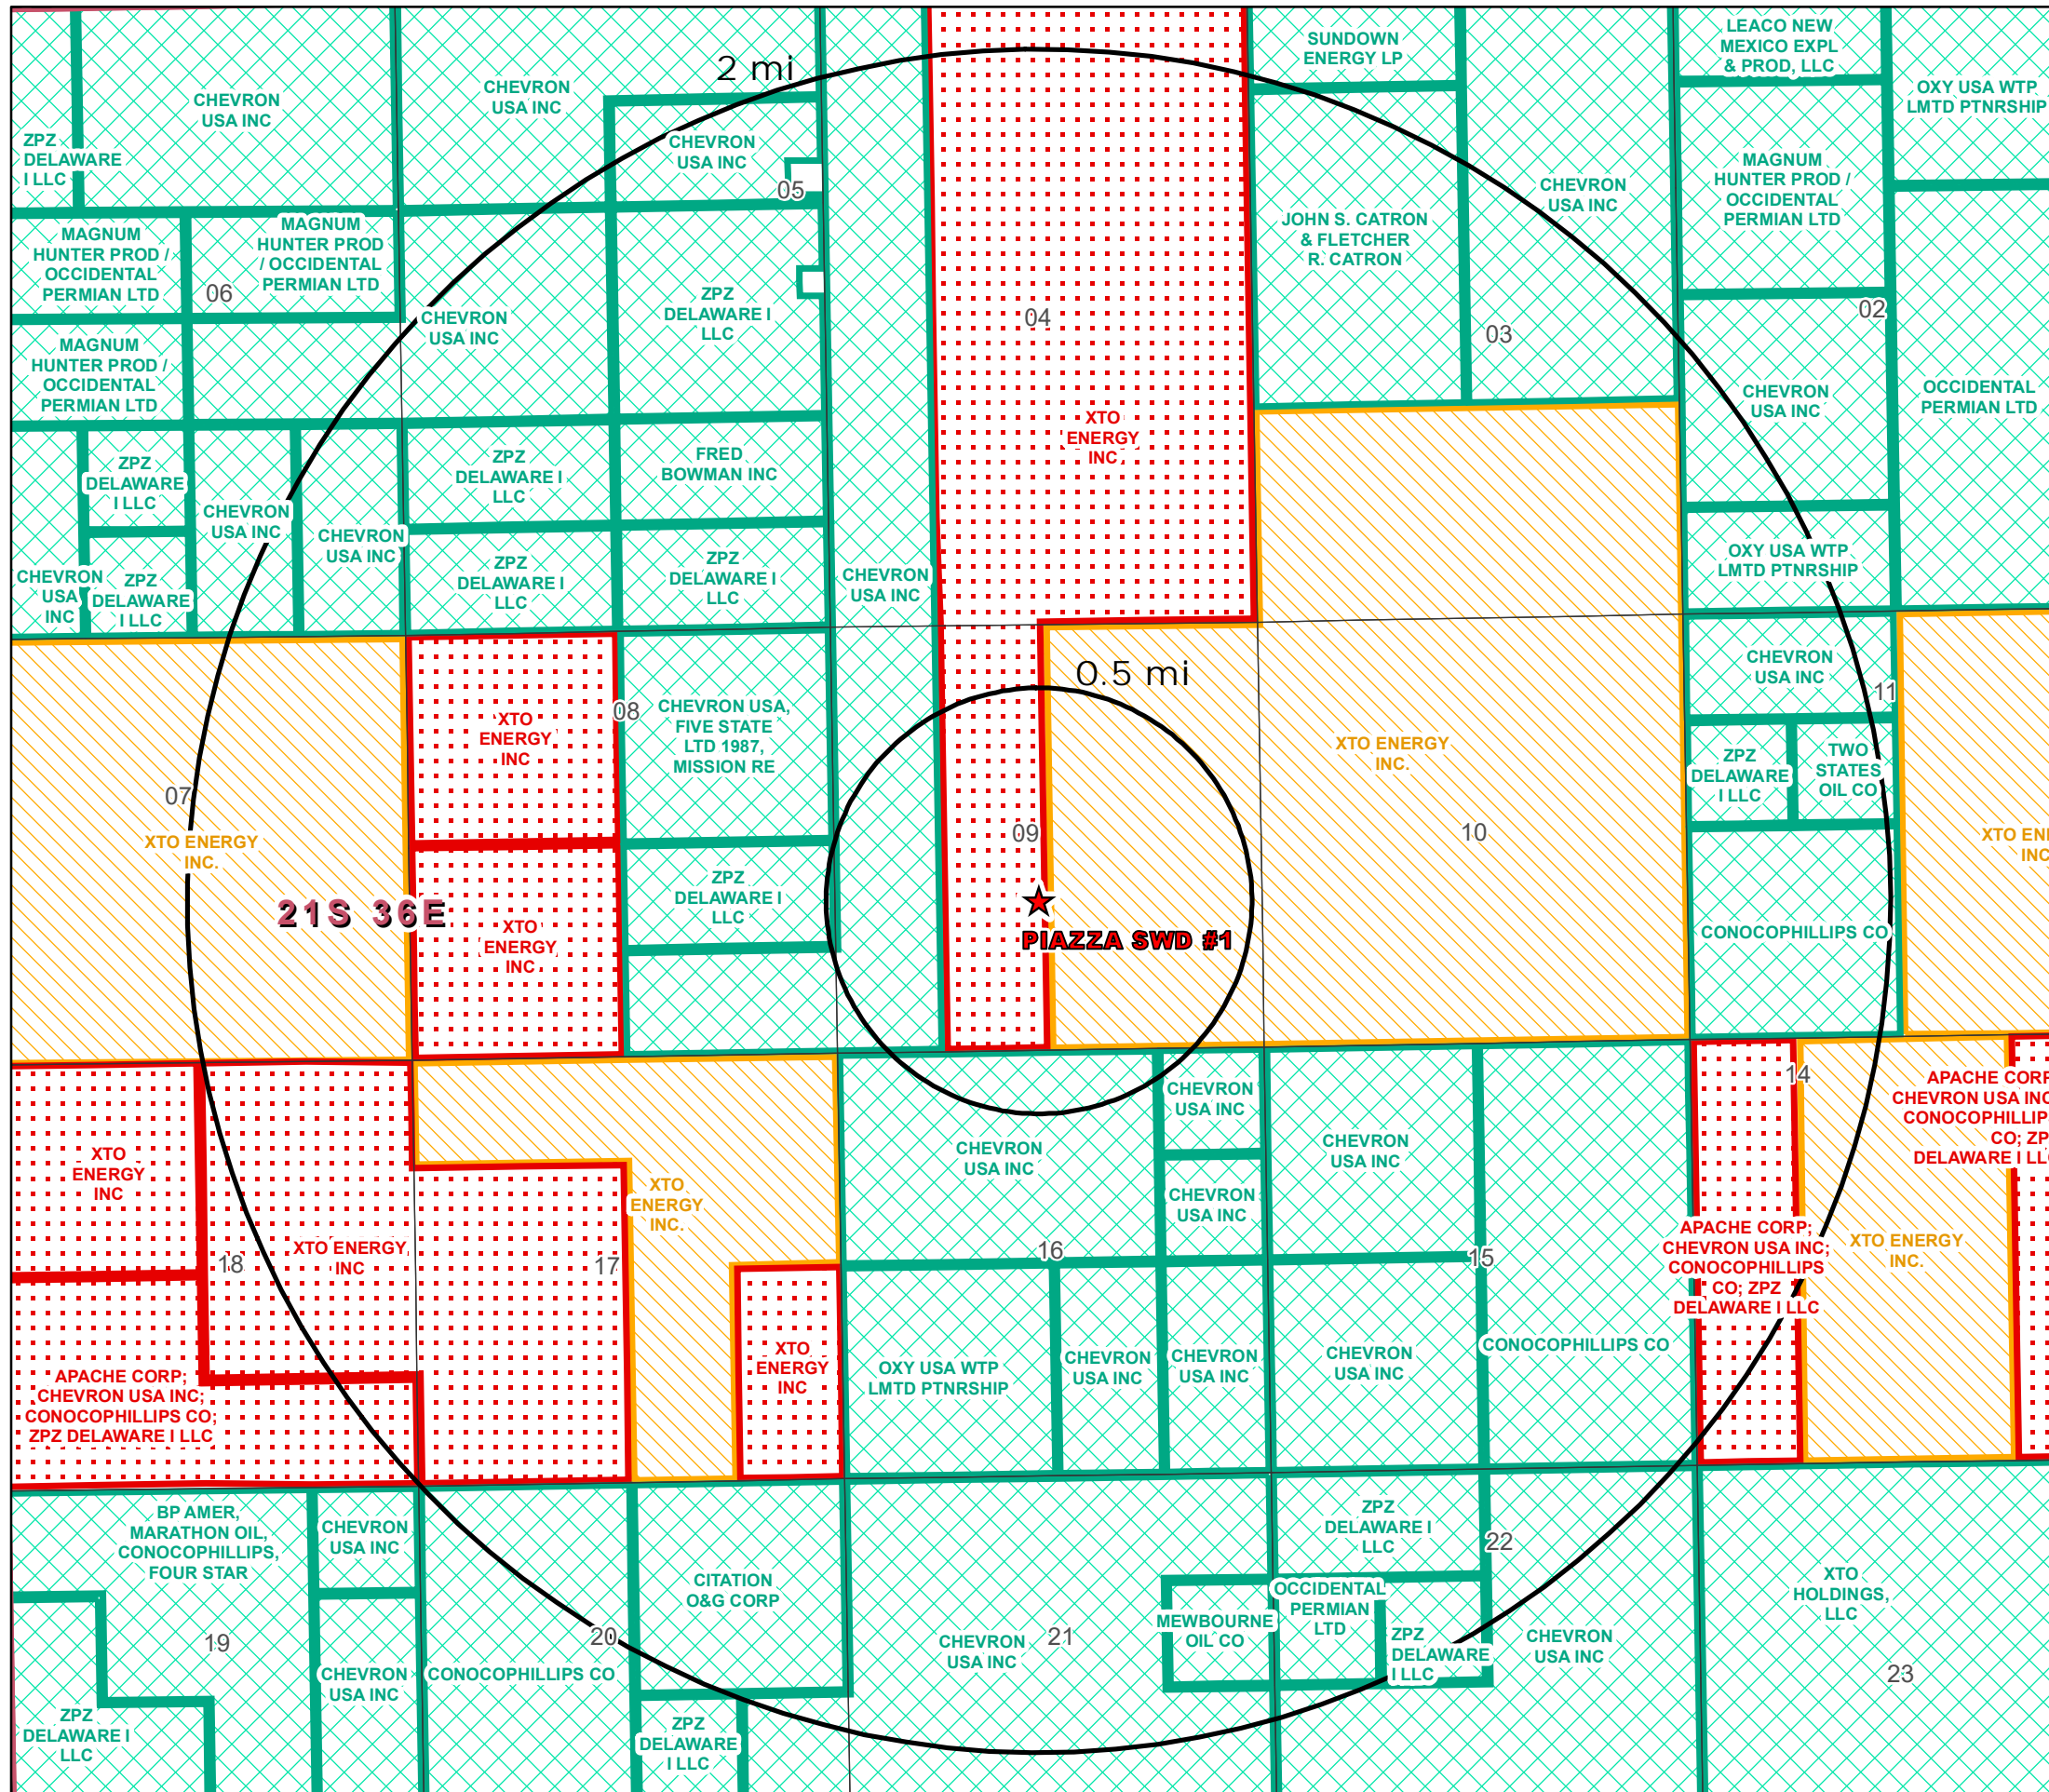 2 mi
CHEVRON
USA INC
CHEVRON
USA INC
CHEVRON
USA INC
05
ZPZ
DELAWARE
I LLC
SUNDOWN
ENERGY LP
LEACO NEW
MEXICO EXPL
& PROD, LLC
OXY USA WTP
LMTD PTNRSHIP
MAGNUM
HUNTER PROD /
OCCIDENTAL
PERMIAN LTD
CHEVRON
USA INC
JOHN S. CATRON
& FLETCHER
R. CATRON
MAGNUM
HUNTER PROD /
OCCIDENTAL
PERMIAN LTD
MAGNUM
HUNTER PROD
/ OCCIDENTAL
PERMIAN LTD
06
CHEVRON
USA INC
ZPZ
DELAWARE I
LLC
04
03
02
MAGNUM
HUNTER PROD /
OCCIDENTAL
PERMIAN LTD
XTO
ENERGY
INC
CHEVRON
USA INC
OCCIDENTAL
PERMIAN LTD
ZPZ
DELAWARE
I LLC
CHEVRON
USA INC
CHEVRON
USA INC
ZPZ
DELAWARE I
LLC
FRED
BOWMAN INC
CHEVRON
USA
INC
ZPZ
DELAWARE
I LLC
ZPZ
DELAWARE I
LLC
ZPZ
DELAWARE I
LLC
CHEVRON
USA INC
OXY USA WTP
LMTD PTNRSHIP
0.5 mi
CHEVRON
USA INC
11
XTO
ENERGY
INC
08
CHEVRON USA,
FIVE STATE
LTD 1987,
MISSION RE
XTO ENERGY
INC.
ZPZ
DELAWARE
I LLC
TWO
STATES
OIL CO
07
XTO ENERGY
INC.
09
10
XTO ENE
INC
21S 36E
XTO
ENERGY
INC
ZPZ
DELAWARE I
LLC
PIAZZA SWD #1
CONOCOPHILLIPS CO
14
CHEVRON
USA INC
APACHE CORP
CHEVRON USA INC
CONOCOPHILLIP
CO; ZP
DELAWARE I LL
XTO
ENERGY
INC
CHEVRON
USA INC
CHEVRON
USA INC
XTO
ENERGY
INC.
CHEVRON
USA INC
18
XTO ENERGY
INC
17
16
15
APACHE CORP;
CHEVRON USA INC;
CONOCOPHILLIPS
CO; ZPZ
DELAWARE I LLC
XTO ENERGY
INC.
APACHE CORP;
CHEVRON USA INC;
CONOCOPHILLIPS CO;
ZPZ DELAWARE I LLC
XTO
ENERGY
INC
OXY USA WTP
LMTD PTNRSHIP
CHEVRON
USA INC
CHEVRON
USA INC
CHEVRON
USA INC
CONOCOPHILLIPS CO
BP AMER,
MARATHON OIL,
CONOCOPHILLIPS,
FOUR STAR
CHEVRON
USA INC
ZPZ
DELAWARE I
LLC
22
CITATION
O&G CORP
XTO
HOLDINGS,
LLC
19
20
CHEVRON
USA INC
21
MEWBOURNE
OIL CO
OCCIDENTAL
PERMIAN
LTD
ZPZ
DELAWARE
I LLC
CHEVRON
USA INC
23
CHEVRON
USA INC
CONOCOPHILLIPS CO
ZPZ
DELAWARE I
LLC
ZPZ
DELAWARE
I LLC